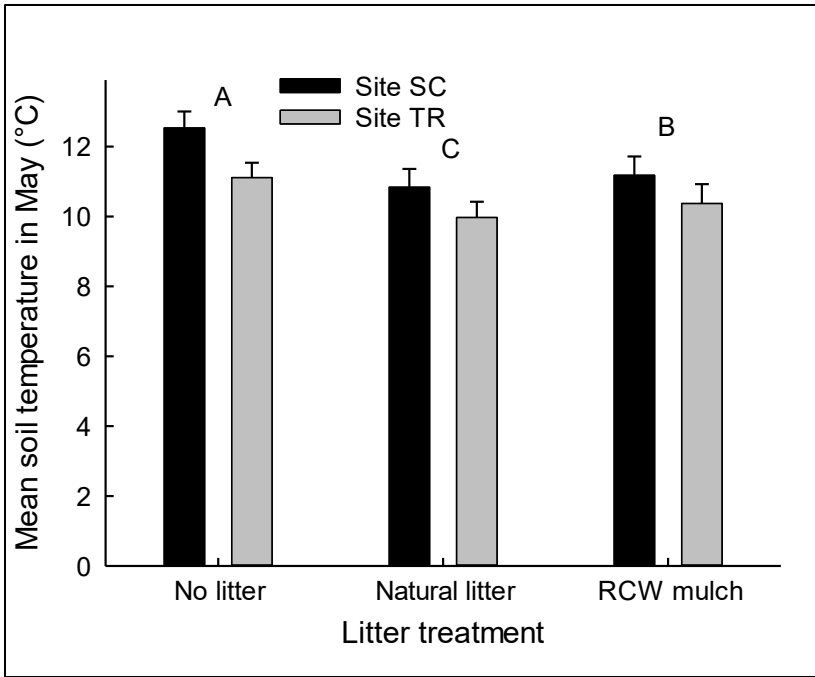 Site SC
Site TR
A
C
B
Mean soil temperature in May (°C)
12
10
8
6
4
2
0
No litter
Natural litter
RCW mulch
Litter treatment